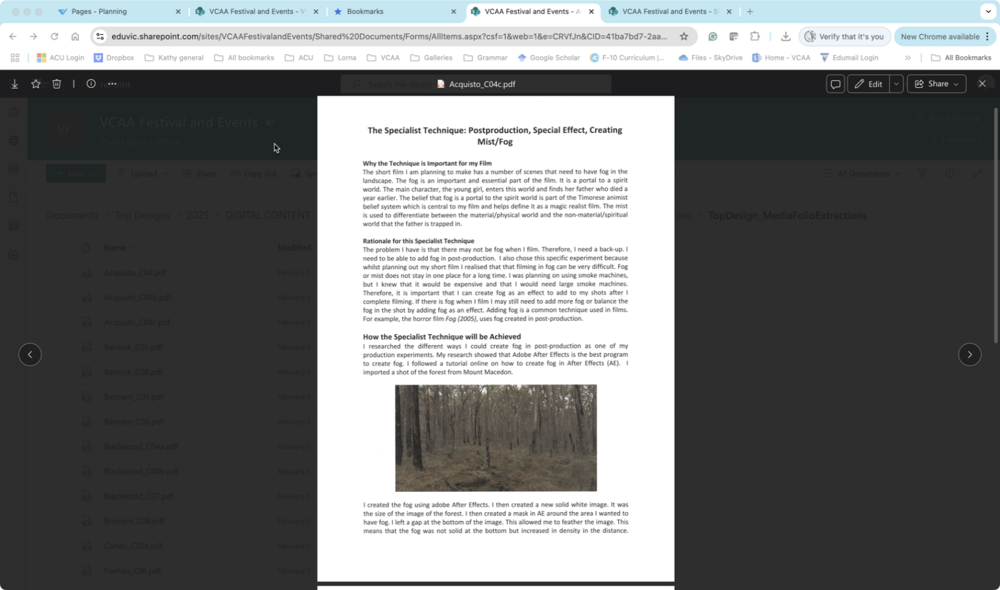 Pages - Planning
VCAA Festival and Events - V
Bookmarks
VCAA Festival and Events - A
VCAA Festival and Events - S
eduvic.sharepoint.com/sites/VCAAFestivalandEvents/Shared%20Documents/Forms/AllItems.aspx?csf=1&web=1&e=CRVfJn&CID=41ba7bd7-2aa...
Verify that it's you
New Chrome available
ACU Login
Dropbox
Kathy general
All bookmarks
ACU
Lorna
VCAA
Galleries
Grammar
Google Scholar
F-10 Curriculum |...
Files - SkyDrive
Home - VCAA
Edumail Login
All Bookmarks
Search this library
Acquisto_C04c.pdf
Edit
Share
VF
VCAA Festival and Events
Private group | Official
Not following
8 members
New
Upload
Share
Copy link
Syn
All Documents
Documents > Top Designs > 2025 > DIGITAL CONTENT
ons > TopDesign_MediaFolioExtractions
Name
Modified
Acquisto_C04.pdf
February 5
Acquisto_C04b.pdf
February 5
Acquisto_C04c.pdf
February 5
Barwick_C05.pdf
February 5
Barwick_C08.pdf
February 5
Bertram_C01.pdf
February 5
Bertram_C06.pdf
February 5
Blackwood_C04a.pdf
February 5
Blackwood_C04b.pdf
February 5
Blackwood_C07.pdf
February 5
Brinners_C08.pdf
February 5
Cohen_C02a.pdf
February 5
Feehan_C06.pdf
February 5
The Specialist Technique: Postproduction, Special Effect, Creating
Mist/Fog
Why the Technique is Important for my Film
The short film I am planning to make has a number of scenes that need to have fog in the
landscape. The fog is an important and essential part of the film. It is a portal to a spirit
world. The main character, the young girl, enters this world and finds her father who died a
year earlier. The belief that fog is a portal to the spirit world is part of the Timorese animist
belief system which is central to my film and helps define it as a magic realist film. The mist
is used to differentiate between the material/physical world and the non-material/spiritual
world that the father is trapped in.
Rationale for this Specialist Technique
The problem I have is that there may not be fog when I film. Therefore, I need a back-up. I
need to be able to add fog in post-production. I also chose this specific experiment because
whilst planning out my short film I realised that that filming in fog can be very difficult. Fog
or mist does not stay in one place for a long time. I was planning on using smoke machines,
but I knew that it would be expensive and that I would need large smoke machines.
Therefore, it is important that I can create fog as an effect to add to my shots after I
complete filming. If there is fog when I film I may still need to add more fog or balance the
fog in the shot by adding fog as an effect. Adding fog is a common technique used in films.
For example, the horror film Fog (2005), uses fog created in post-production.
How the Specialist Technique will be Achieved
I researched the different ways I could create fog in post-production as one of my
production experiments. My research showed that Adobe After Effects is the best program
to create fog. I followed a tutorial online on how to create fog in After Effects (AE). I
imported a shot of the forest from Mount Macedon.
I created the fog using adobe After Effects. I then created a new solid white image. It was
the size of the image of the forest. I then created a mask in AE around the area I wanted to
have fog. I left a gap at the bottom of the image. This allowed me to feather the image. This
means that the fog was not solid at the bottom but increased in density in the distance.